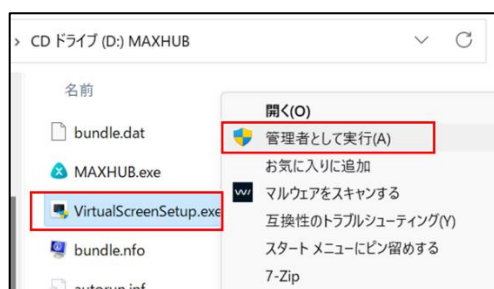 › CD ドライブ (D:) MAXHUB
名前
bundle.dat
MAXHUB.exe
VirtualScreenSetup.exe
bundle.nfo
autorun.inf
開く(O)
管理者として実行(A)
お気に入りに追加
マルウェアをスキャンする
互換性のトラブルシューティング(Y)
スタート メニューにピン留めする
7-Zip